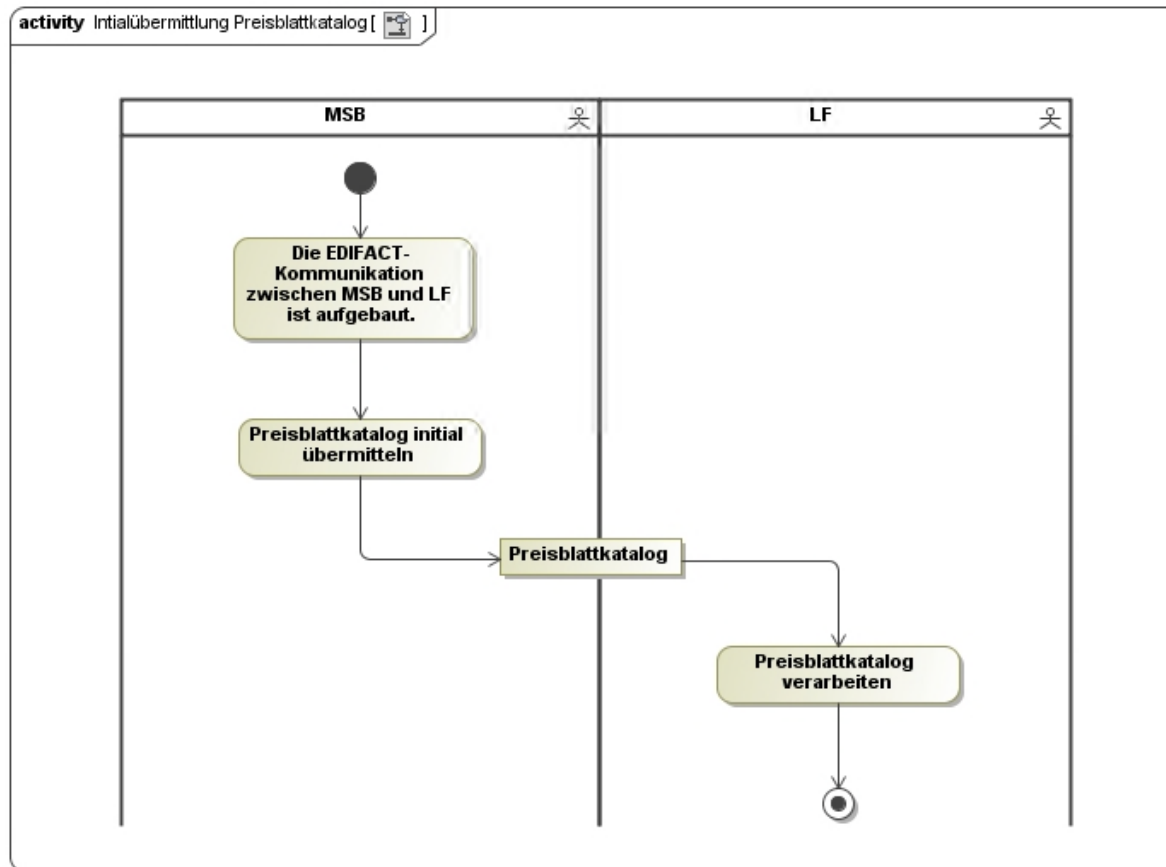 activity Intialübermittlung Preisblattkatalog [ ]
MSB
LF
Die EDIFACT-
Kommunikation
zwischen MSB und LF
ist aufgebaut.
Preisblattkatalog initial
übermitteln
Preisblattkatalog
Preisblattkatalog
verarbeiten